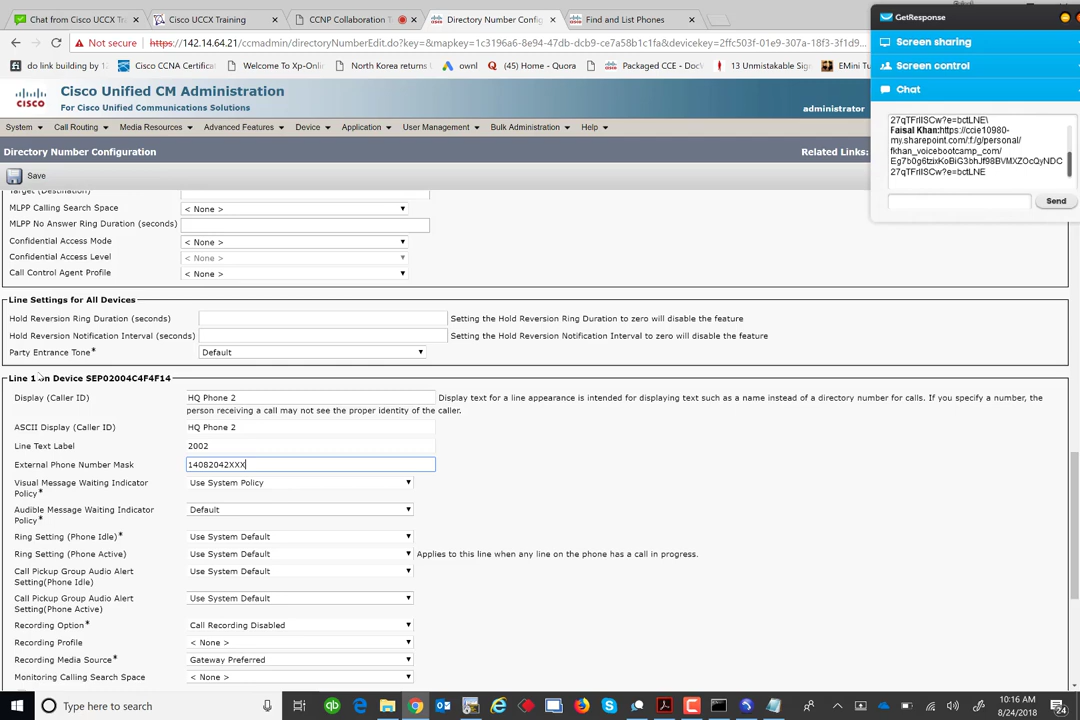 Chat from Cisco UCCX Training
Cisco UCCX Training
CCNP Collaboration T
Directory Number Config
Find and List Phones
Not secure
https://142.14.64.21/ccmadmin/directoryNumberEdit.do?key=&mapkey=1c3196a6-8e94-47db-dcb9-ce7a58b1c1fa&devicekey=2ffc503f-01e9-307a-18f3-3f1d9...
do link building by 12
Cisco CCNA Certificat
Welcome To Xp-Onli
North Korea returns
ownl
(45) Home - Quora
Packaged CCE - Doc
13 Unmistakable Sign
EMini Tu
GetResponse
Screen sharing
Screen control
Chat
27qTFrIISCw?e=bctLNE\
Faisal Khan:https://ccie10980-
my.sharepoint.com/:f:/g/personal/
fkhan_voicebootcamp_com/
Eg7b0g6tzixKoBiG3bhJf98BVMXZOcQyNDC
27qTFrIISCw?e=bctLNE
Send
CISCO
Cisco Unified CM Administration
For Cisco Unified Communications Solutions
administrator
System Call Routing Media Resources Advanced Features Device Application User Management Bulk Administration Help
Directory Number Configuration
Related Links:
Save
Target (Destination)
MLPP Calling Search Space < None >
MLPP No Answer Ring Duration (seconds)
Confidential Access Mode < None >
Confidential Access Level < None >
Call Control Agent Profile < None >
Line Settings for All Devices
Hold Reversion Ring Duration (seconds) Setting the Hold Reversion Ring Duration to zero will disable the feature
Hold Reversion Notification Interval (seconds) Setting the Hold Reversion Notification Interval to zero will disable the feature
Party Entrance Tone* Default
Line 1 on Device SEP02004C4F4F14
Display (Caller ID) HQ Phone 2 Display text for a line appearance is intended for displaying text such as a name instead of a directory number for calls. If you specify a number, the
person receiving a call may not see the proper identity of the caller.
ASCII Display (Caller ID) HQ Phone 2
Line Text Label 2002
External Phone Number Mask 14082042XXX
Visual Message Waiting Indicator Use System Policy
Policy*
Audible Message Waiting Indicator Default
Policy*
Ring Setting (Phone Idle)* Use System Default
Ring Setting (Phone Active) Use System Default Applies to this line when any line on the phone has a call in progress.
Call Pickup Group Audio Alert Use System Default
Setting(Phone Idle)
Call Pickup Group Audio Alert Use System Default
Setting(Phone Active)
Recording Option* Call Recording Disabled
Recording Profile < None >
Recording Media Source* Gateway Preferred
Monitoring Calling Search Space < None >
Type here to search
10:16 AM
8/24/2018
24